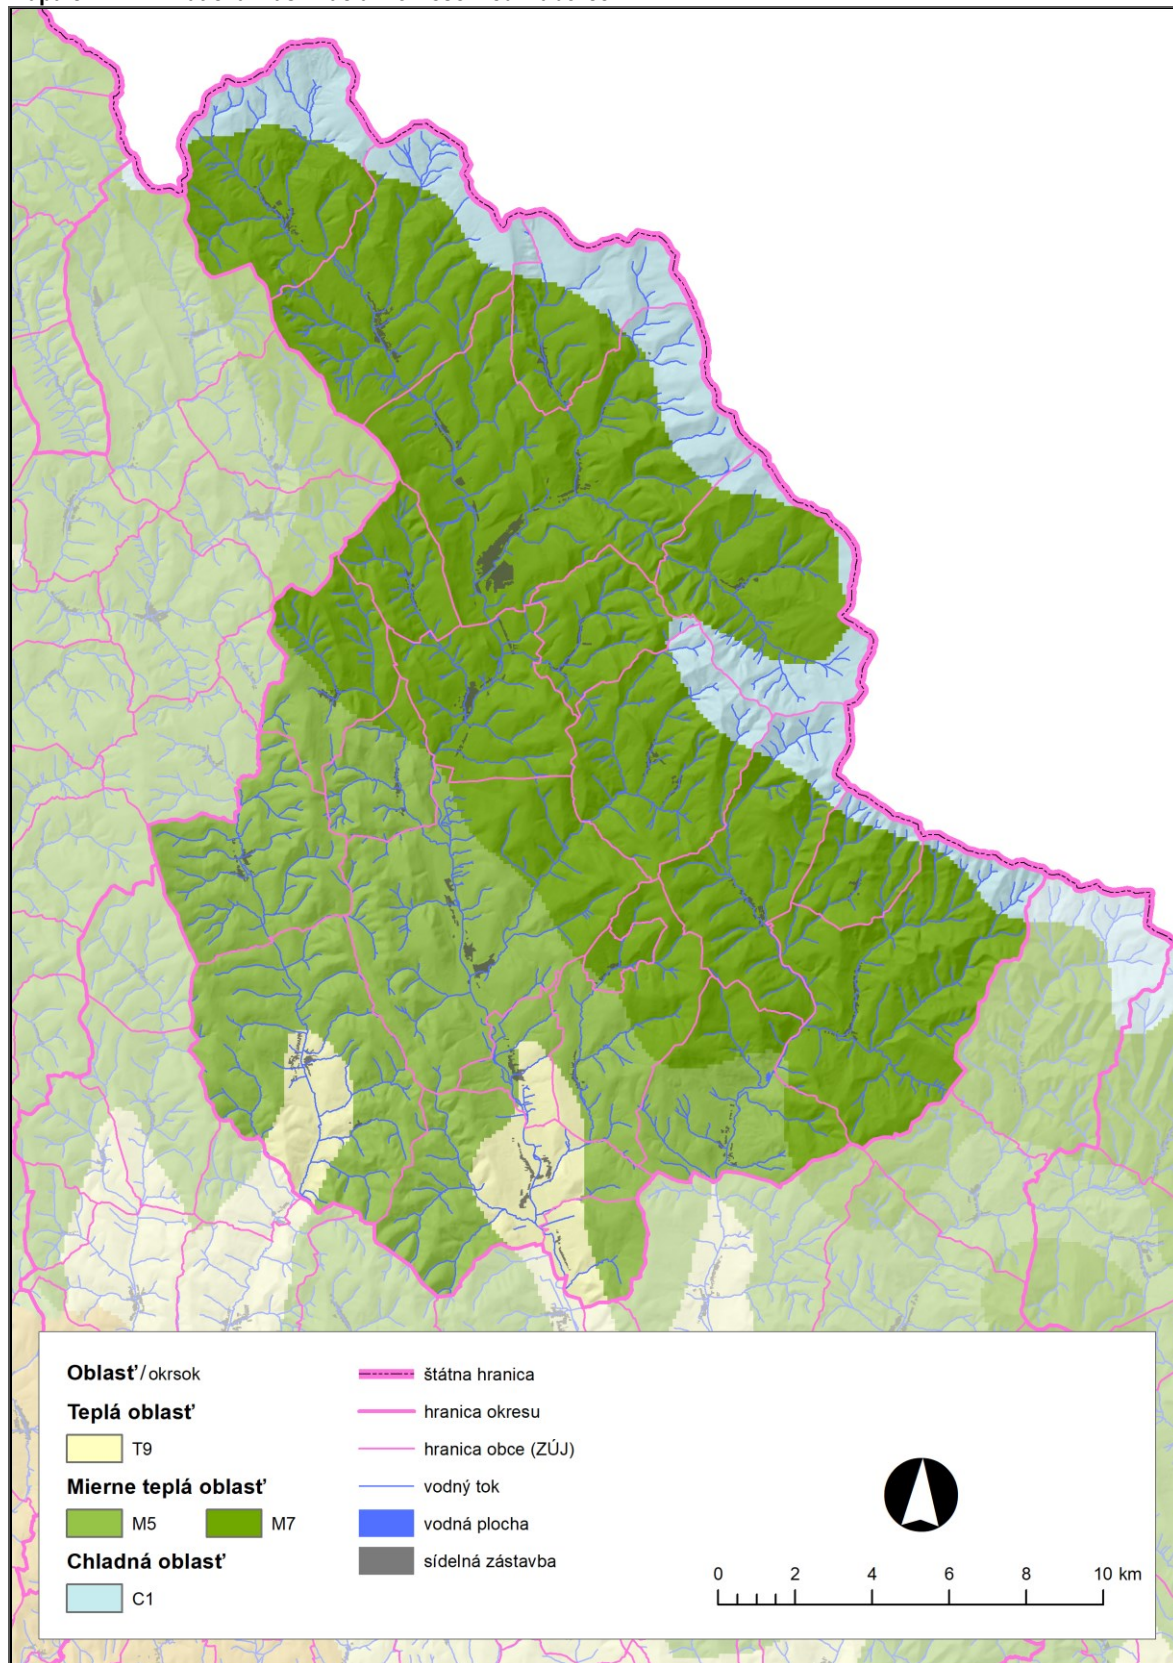 Oblasť/okrsok
Teplá oblasť
T9
Mierne teplá oblasť
M5 M7
Chladná oblasť
C1
štátna hranica
hranica okresu
hranica obce (ZÚJ)
vodný tok
vodná plocha
sídelná zástavba
0 2 4 6 8 10 km